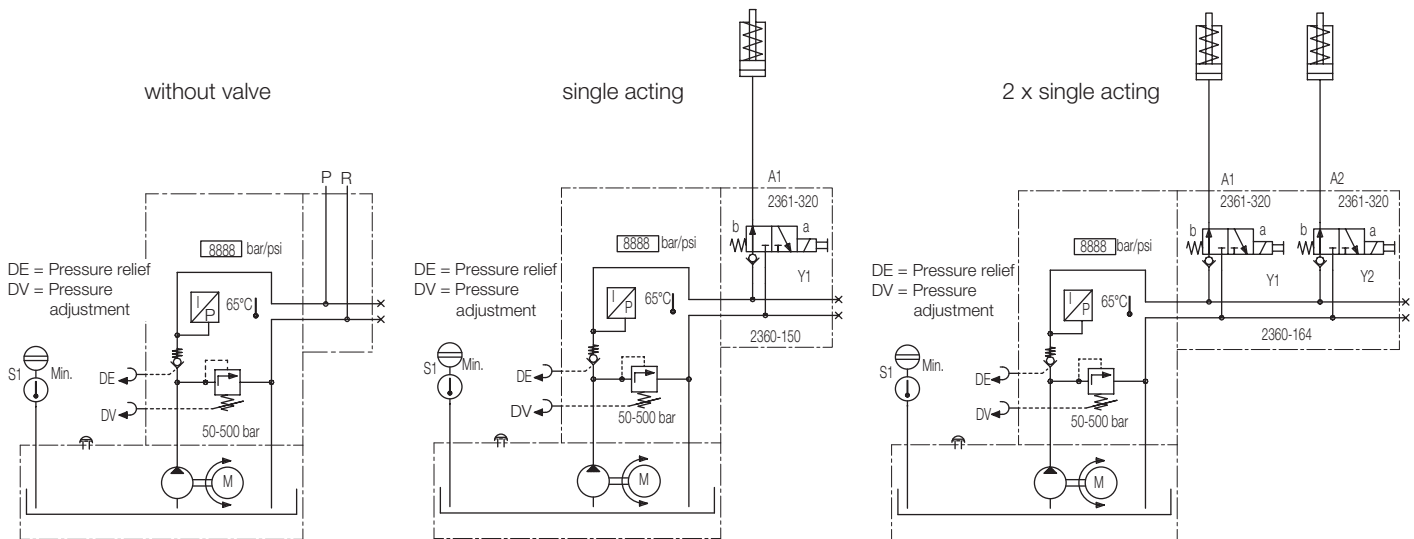 without valve
P R
8888 bar/psi
DE = Pressure relief
DV = Pressure
adjustment
I
P
65°C
S1
Min.
DE
DV
50-500 bar
M
single acting
A1
2361-320
b
a
Y1
8888 bar/psi
DE = Pressure relief
DV = Pressure
adjustment
I
P
65°C
2360-150
S1
Min.
DE
DV
50-500 bar
M
2 x single acting
A1
A2
2361-320
2361-320
b
a
b
a
Y1
Y2
8888 bar/psi
DE = Pressure relief
DV = Pressure
adjustment
I
P
65°C
2360-164
S1
Min.
DE
DV
50-500 bar
M